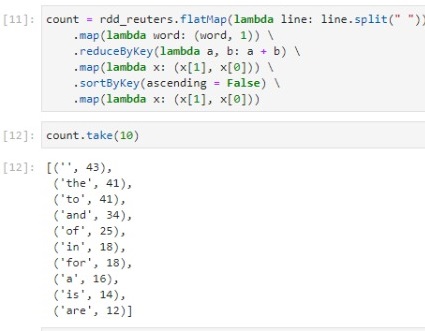 [11]: count = rdd_reuters.flatMap(lambda line: line.split(" "))
.map(lambda word: (word, 1)) \
.reduceByKey(lambda a, b: a + b) \
.map(lambda x: (x[1], x[0])) \
.sortByKey(ascending = False) \
.map(lambda x: (x[1], x[0]))
[12]: count.take(10)
[12]: [('', 43),
('the', 41),
('to', 41),
('and', 34),
('of', 25),
('in', 18),
('for', 18),
('a', 16),
('is', 14),
('are', 12)]